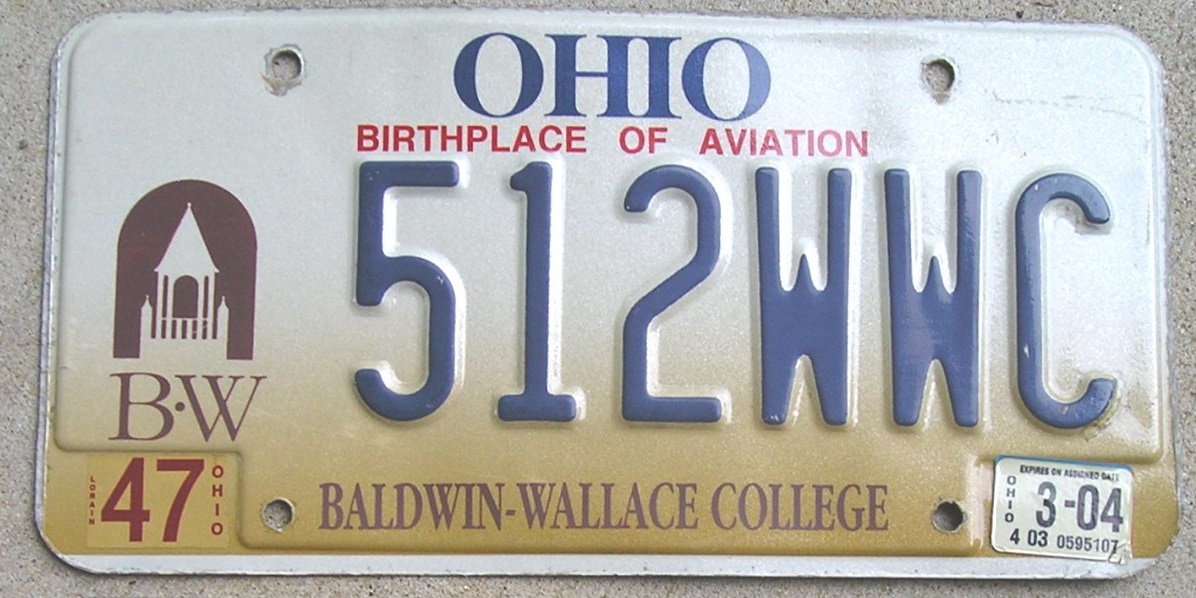 OHIO
BIRTHPLACE OF AVIATION
512WWC
B·W
LORAIN 47 OHIO
BALDWIN-WALLACE COLLEGE
EXPIRES ON ASSIGNED DATE
OHIO 3-04
4 03 0595107